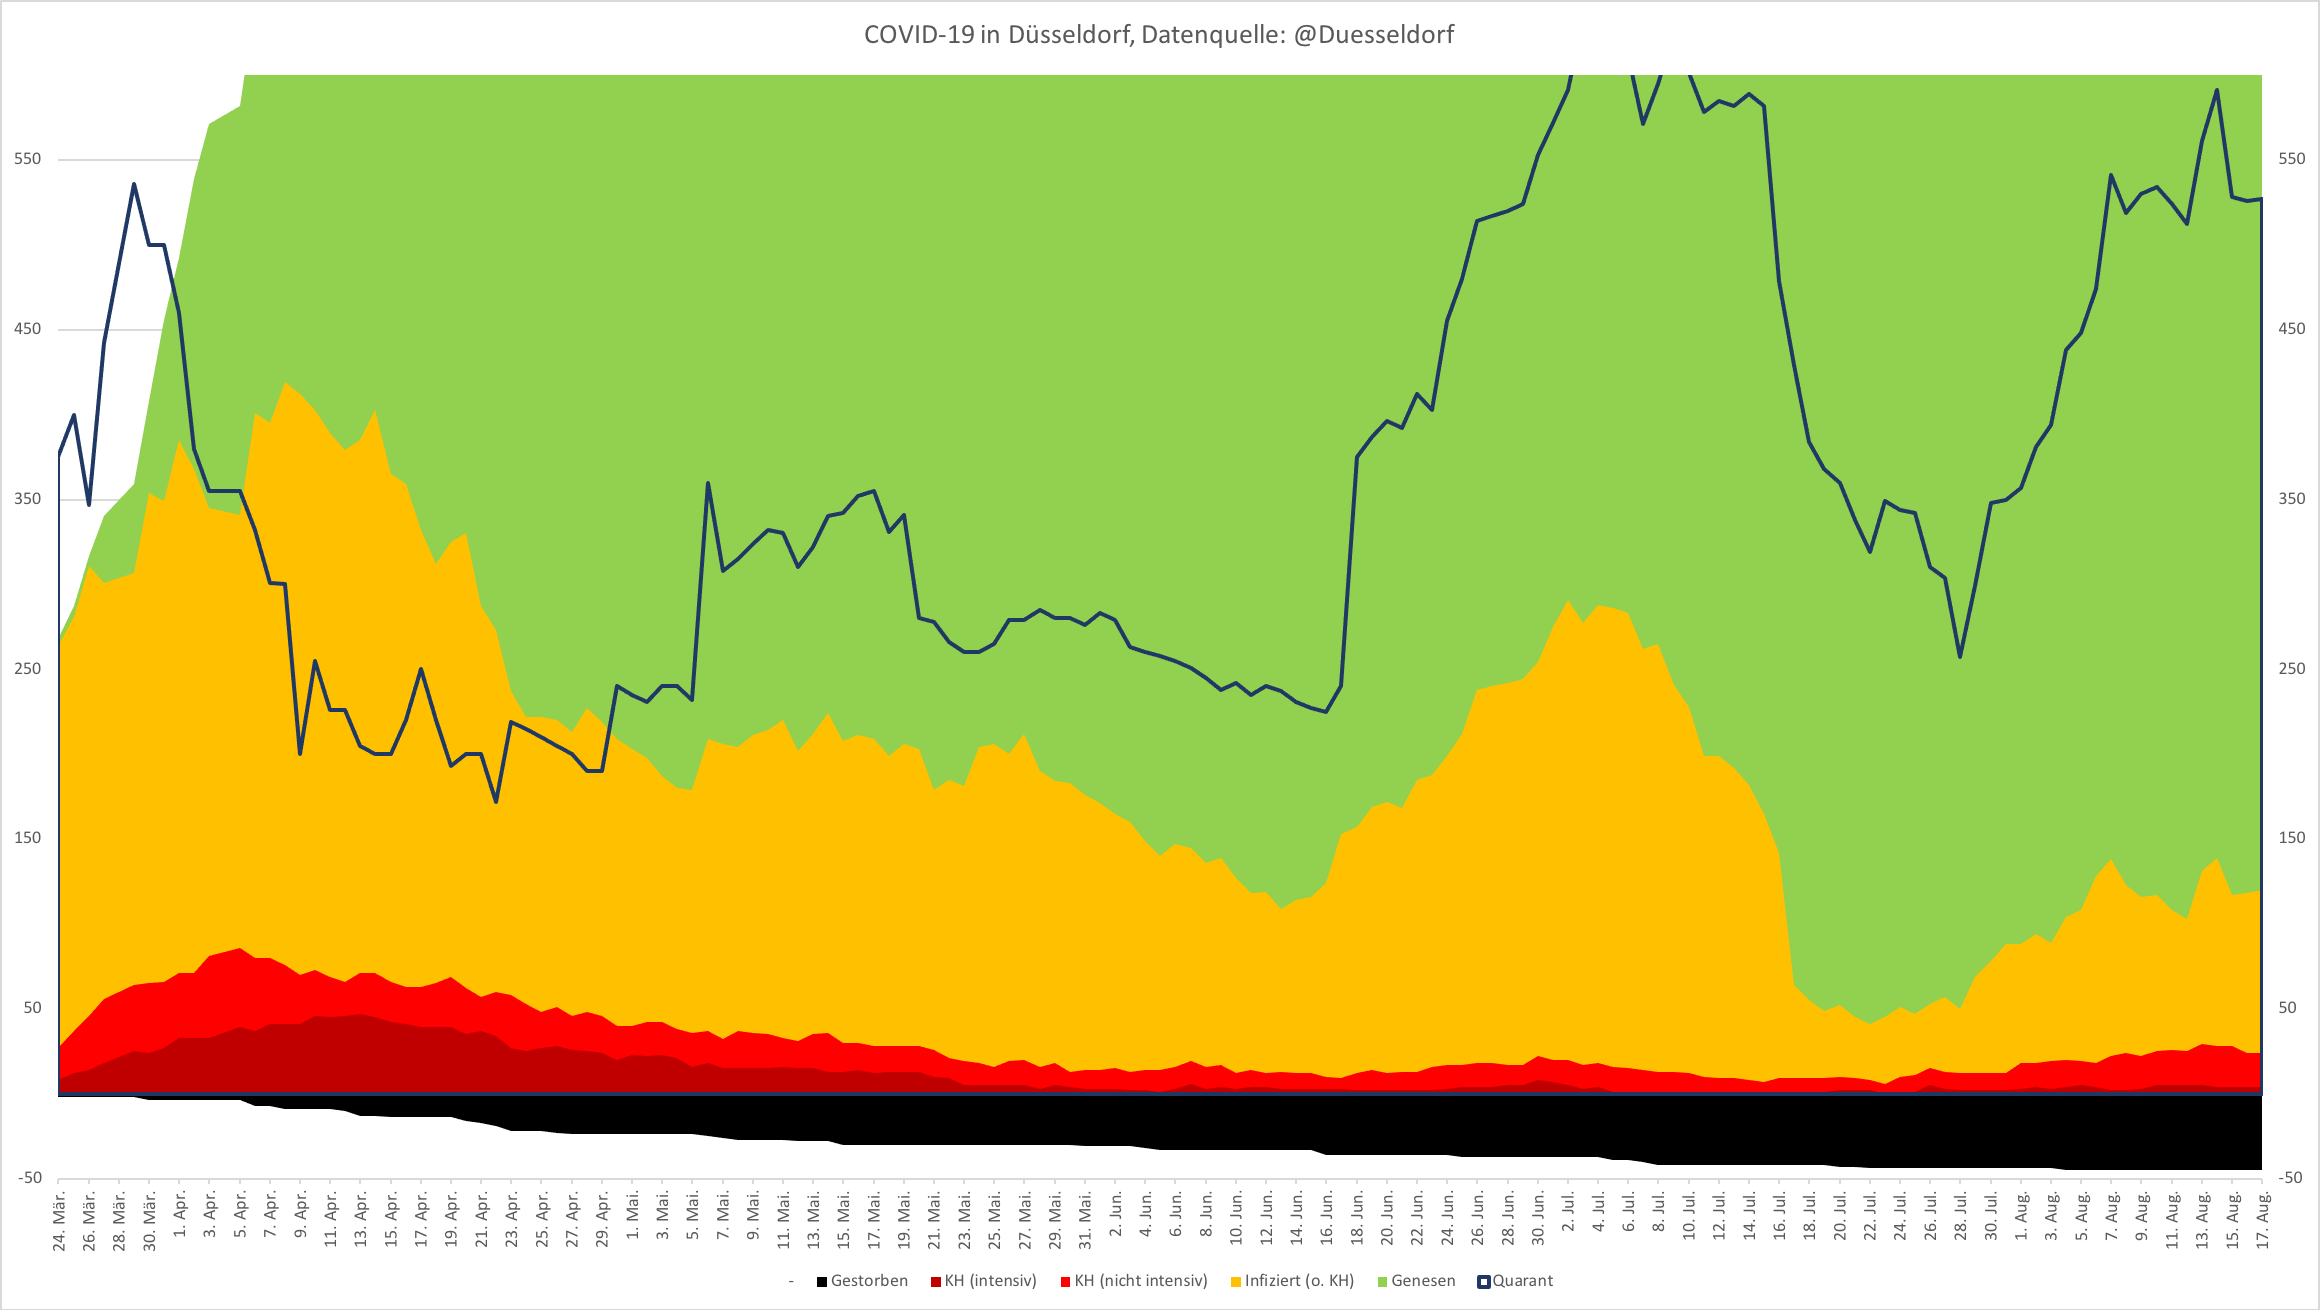 COVID-19 in Düsseldorf, Datenquelle: @Duesseldorf
550
450
350
250
150
50
-50
550
450
350
250
150
50
-50
24. Mär.
26. Mär.
28. Mär.
30. Mär.
1. Apr.
3. Apr.
5. Apr.
7. Apr.
9. Apr.
11. Apr.
13. Apr.
15. Apr.
17. Apr.
19. Apr.
21. Apr.
23. Apr.
25. Apr.
27. Apr.
29. Apr.
1. Mai.
3. Mai.
5. Mai.
7. Mai.
9. Mai.
11. Mai.
13. Mai.
15. Mai.
17. Mai.
19. Mai.
21. Mai.
23. Mai.
25. Mai.
27. Mai.
29. Mai.
31. Mai.
2. Jun.
4. Jun.
6. Jun.
8. Jun.
10. Jun.
12. Jun.
14. Jun.
16. Jun.
18. Jun.
20. Jun.
22. Jun.
24. Jun.
26. Jun.
28. Jun.
30. Jun.
2. Jul.
4. Jul.
6. Jul.
8. Jul.
10. Jul.
12. Jul.
14. Jul.
16. Jul.
18. Jul.
20. Jul.
22. Jul.
24. Jul.
26. Jul.
28. Jul.
30. Jul.
1. Aug.
3. Aug.
5. Aug.
7. Aug.
9. Aug.
11. Aug.
13. Aug.
15. Aug.
17. Aug.
- Gestorben KH (intensiv) KH (nicht intensiv) Infiziert (o. KH) Genesen Quarant